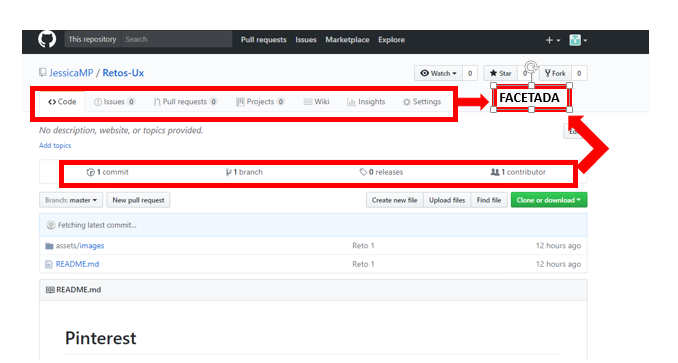 This repository Search Pull requests Issues Marketplace Explore
JessicaMP / Retos-Ux Watch 0 Star 0 Fork 0
Code Issues 0 Pull requests 0 Projects 0 Wiki Insights Settings FACETADA
No description, website, or topics provided.
Add topics
1 commit 1 branch 0 releases 1 contributor
Branch: master New pull request Create new file Upload files Find file Clone or download
Fetching latest commit...
assets/images Reto 1 12 hours ago
README.md Reto 1 12 hours ago
README.md
Pinterest